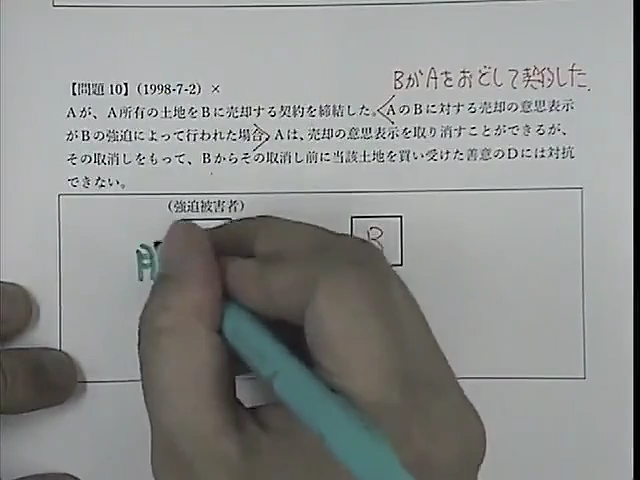 BがAをおどして契約した.
【問題 10】(1998-7-2) ×
Aが、A所有の土地をBに売却する契約を締結した。<AのBに対する売却の意思表示
がBの強迫によって行われた場合>、Aは、売却の意思表示を取り消すことができるが、
その取消しをもって、Bからその取消し前に当該土地を買い受けた善意のDには対抗
できない。
(強迫被害者)
B